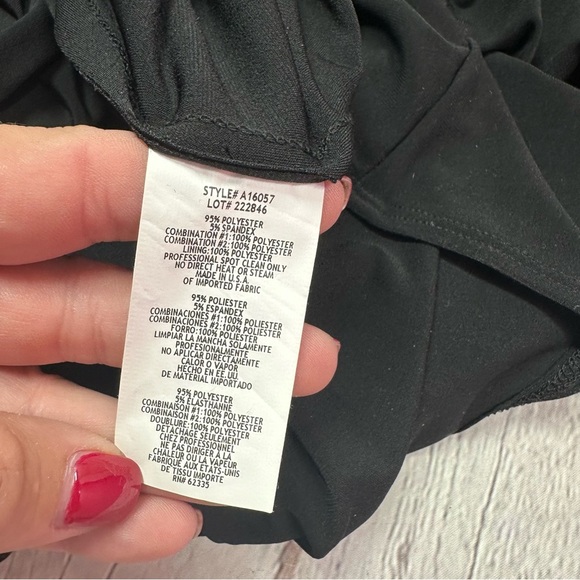 STYLE# A16057
LOT# 222846
95% POLYESTER
5% SPANDEX
COMBINATION #1:100% POLYESTER
COMBINATION #2:100% POLYESTER
LINING:100% POLYESTER
PROFESSIONAL SPOT CLEAN ONLY
NO DIRECT HEAT OR STEAM
MADE IN U.S.A.
OF IMPORTED FABRIC
95% POLIESTER
5% ESPANDEX
COMBINACIONES #1:100% POLIESTER
COMBINACIONES #2:100% POLIESTER
FORRO:100% POLIESTER
LIMPIAR LA MANCHA SOLAMENTE
PROFESIONALMENTE
NO APLICAR DIRECTAMENTE
CALOR O VAPOR
HECHO EN EE.UU.
DE MATERIAL IMPORTADO
95% POLYESTER
5% ELASTHANNE
COMBINAISON #1:100% POLYESTER
COMBINAISON #2:100% POLYESTER
DOUBLURE:100% POLYESTER
DETACHAGE SEULEMENT
CHEZ PROFESSIONNEL
NE PAS DIRIGER À LA
CHALEUR OU LA VAPEUR
FABRIQUÉ AUX ÉTATS-UNIS
DE TISSU IMPORTE
RN# 62335